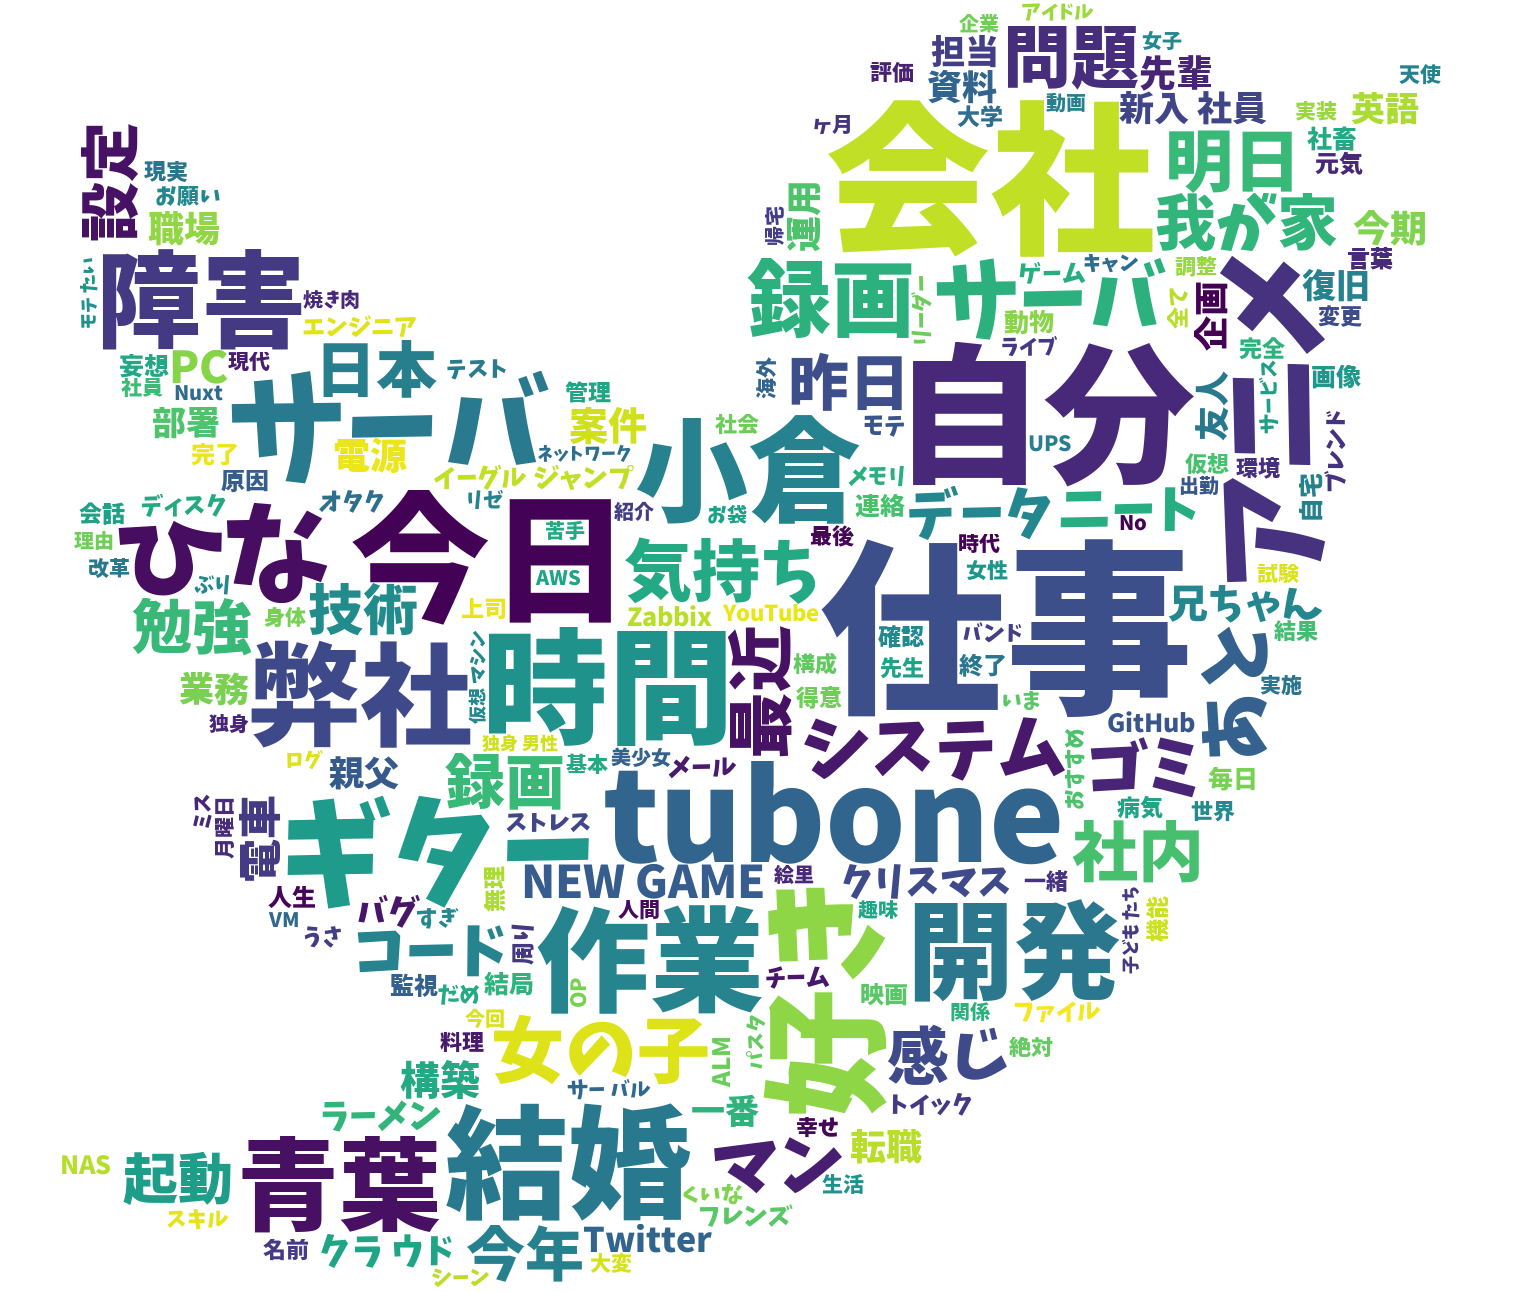 アイドル
企業
女子
担当
問題
先輩
評価
資料
天使
動画
新入 社員
実装
英語
大学
ヶ月
会社
社畜
明日
元気
設定
現実
お願い
職場
運用
帰宅
我が家
今期
言葉
障害
モテたい
焼き肉
エンジニア
録画
リーダー
サーバ
ゲーム
キャン
調整
乙全
企画
アニメ
復旧
変更
動物
ライブ
完全
妄想
PC
現代
日本
テスト
社員
Nuxt
管理
海外
昨日
自分
友人
サービス
画像
サーバ
部署
案件
社会
モテ
UPS
フレンド
完了
電源
ネットワーク
小倉
仮想
環境
原因
イーグル ジャンプ
メモリ
出勤
自宅
会話
ディスク
オタク
リゼ
紹介
お袋
連絡
データ
ニート
No
理由
ひな
今日
苦手
最後
時代
改革
ぶり
AWS
気持ち
女性
試験
勉強
身体
技術
上司
Zabbix
YouTube
仕事
兄ちゃん
結果
確認
バンド
あと
弊社
仮想 マシン
時間
最近
構成
先生
終了
業務
得意
いま
実施
独身
独身 男性
システム
GitHub
ログ
親父
録画
基本
美少女
メール
おすすめ
ゴミ
毎日
ミス
月曜日
電車
ギター
ストレス
tubone
病気
世界
社内
人生
無理
NEW GAME
絵里
クリスマス
一緒
VM
バグ
すぎ
人間
好き
趣味
開発
子どもたち
機能
うさ
コード
周り
作業
監視
だめ
結局
OP
チーム
映画
関係
ファイル
今回
料理
女の子
ALM
パスタ
感じ
絶対
構築
サーバル
トイック
ラーメン
結婚
一番
幸せ
転職
NAS
起動
青葉
マン
生活
スキル
くいな
フレンズ
名前
クラウド
今年
Twitter
シーン
大変